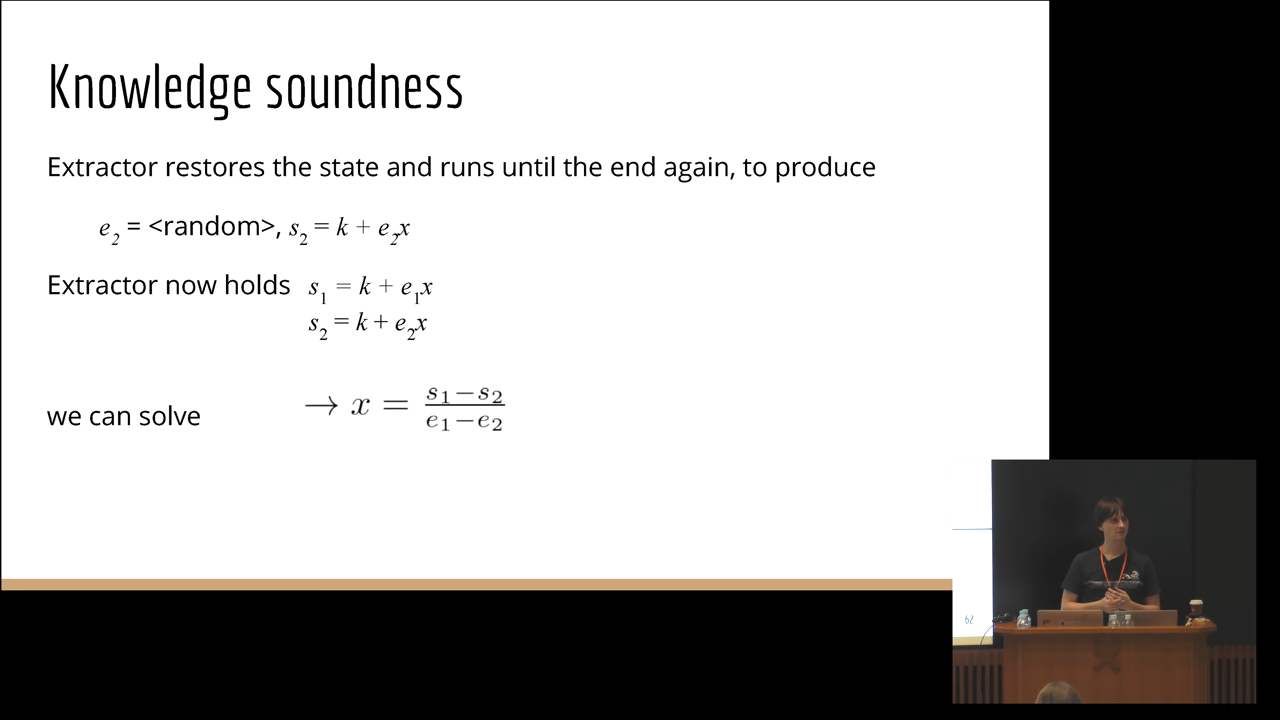 Knowledge soundness
Extractor restores the state and runs until the end again, to produce
e₂ = <random>, s₂ = k + e₂x
Extractor now holds s₁ = k + e₁x
s₂ = k + e₂x
we can solve → x = (s₁−s₂)/(e₁−e₂)
62